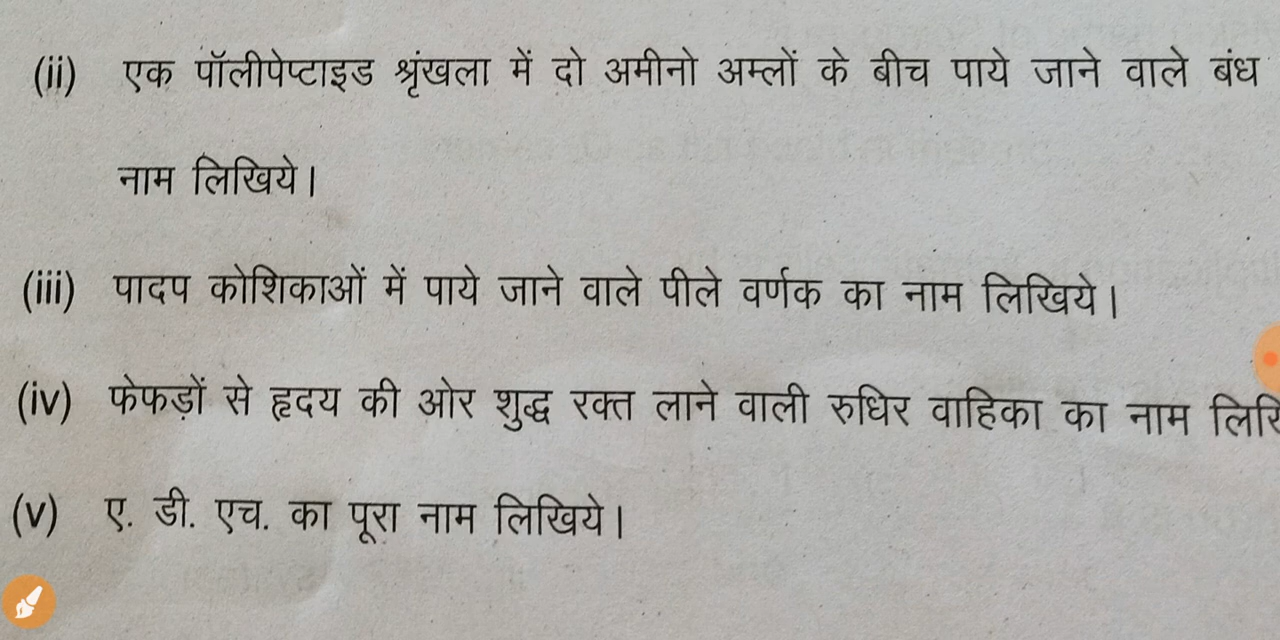 (ii) एक पॉलीपेप्टाइड श्रृंखला में दो अमीनो अम्लों के बीच पाये जाने वाले बंध
नाम लिखिये।
(iii) पादप कोशिकाओं में पाये जाने वाले पीले वर्णक का नाम लिखिये।
(iv) फेफड़ों से हृदय की ओर शुद्ध रक्त लाने वाली रुधिर वाहिका का नाम
(v) ए. डी. एच. का पूरा नाम लिखिये।